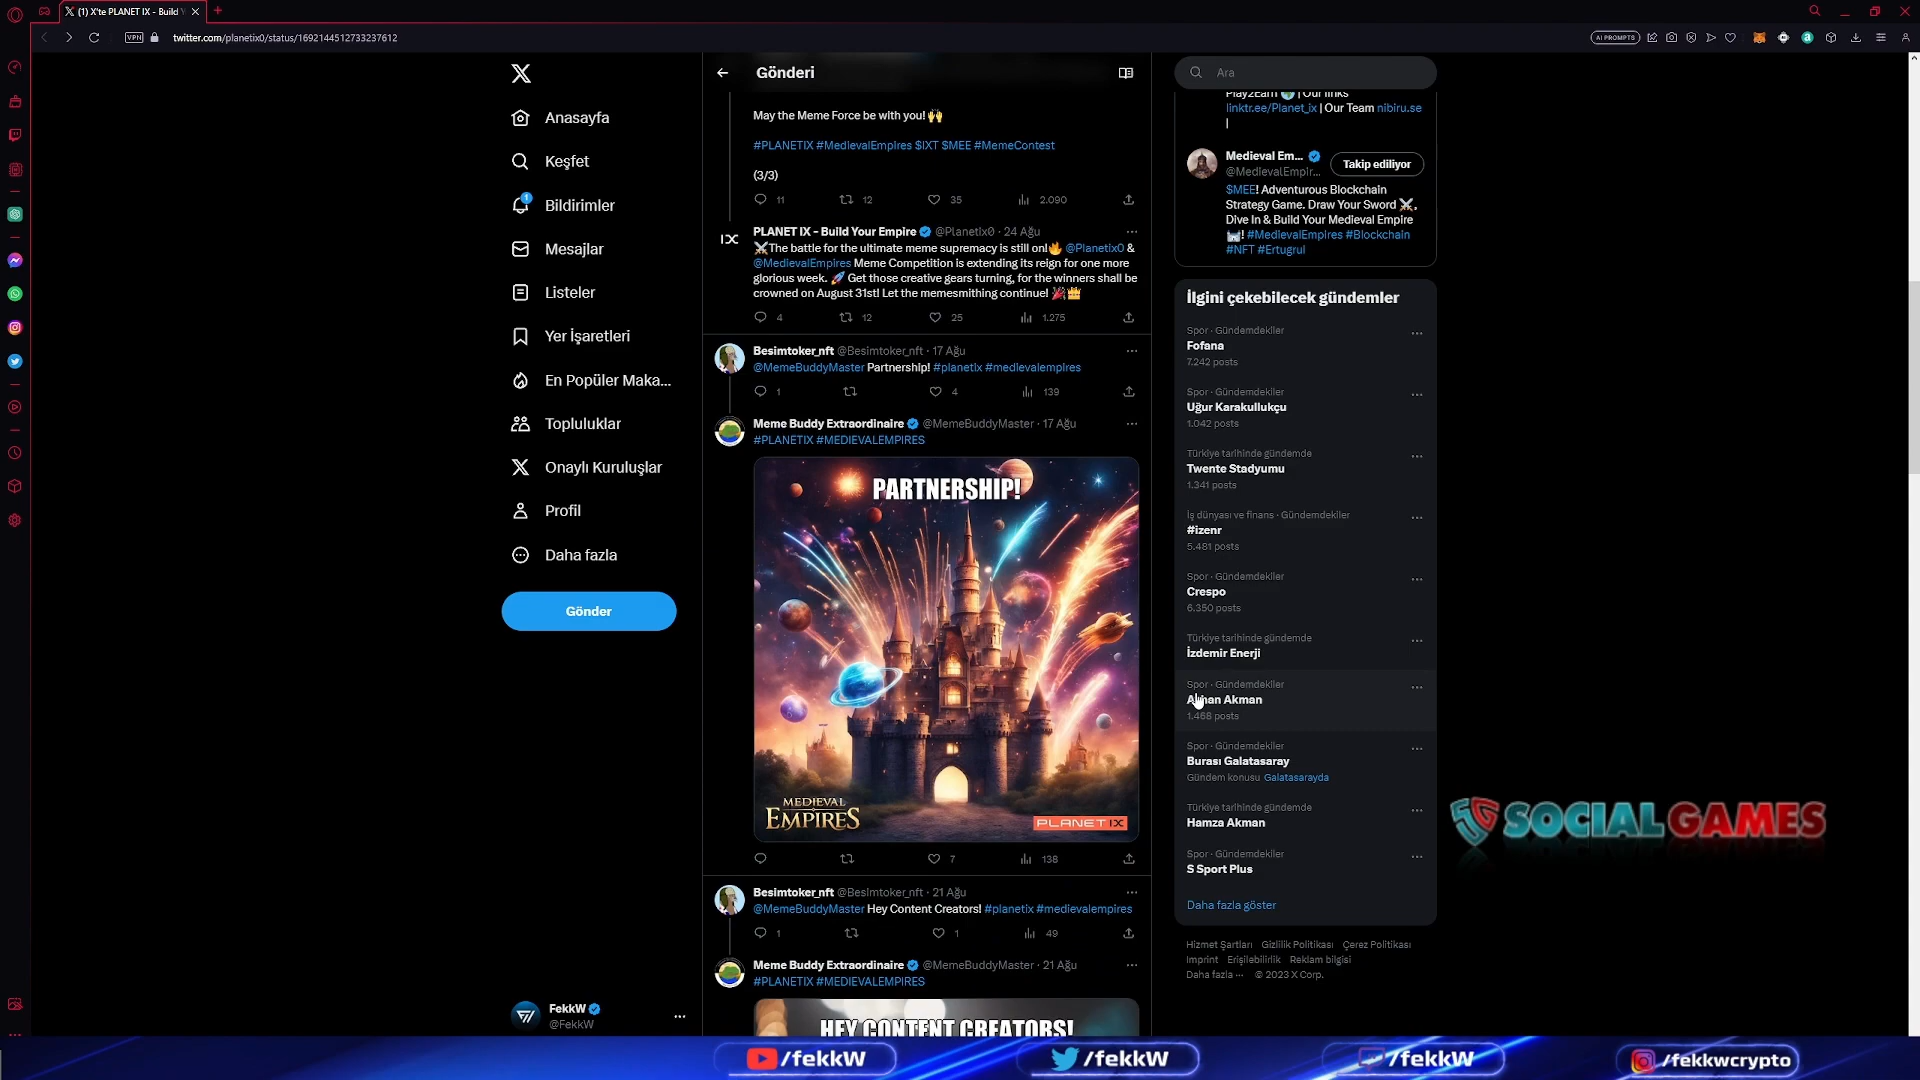 (1) X'te PLANET IX - Build Y
VPN
twitter.com/planetix0/status/1692144512733237612
AI PROMPTS
Anasayfa
Keşfet
1
Bildirimler
Mesajlar
Listeler
Yer İşaretleri
En Popüler Maka...
Topluluklar
Onaylı Kuruluşlar
Profil
Daha fazla
Gönder
FekkW
@FekkW
Gönderi
May the Meme Force be with you! 🙌
#PLANETIX #MedievalEmpires $IXT $MEE #MemeContest
(3/3)
11 12 35 2.090
IX
PLANET IX - Build Your Empire @Planetix0 · 24 Ağu
⚔️The battle for the ultimate meme supremacy is still on!🔥 @Planetix0 &
@MedievalEmpires Meme Competition is extending its reign for one more
glorious week. 🚀 Get those creative gears turning, for the winners shall be
crowned on August 31st! Let the memesmithing continue! 🎉👑
4 12 25 1.275
Besimtoker_nft @Besimtoker_nft · 17 Ağu
@MemeBuddyMaster Partnership! #planetix #medievalempires
1 4 139
Meme Buddy Extraordinaire @MemeBuddyMaster · 17 Ağu
#PLANETIX #MEDIEVALEMPIRES
PARTNERSHIP!
MEDIEVAL
EMPIRES
PLANET IX
7 138
Besimtoker_nft @Besimtoker_nft · 21 Ağu
@MemeBuddyMaster Hey Content Creators! #planetix #medievalempires
1 1 49
Meme Buddy Extraordinaire @MemeBuddyMaster · 21 Ağu
#PLANETIX #MEDIEVALEMPIRES
HEY CONTENT CREATORS!
Ara
Play2Earn 🌍 | Our links
linktr.ee/Planet_ix | Our Team nibiru.se
|
Medieval Em...
Takip ediliyor
@MedievalEmpir...
$MEE! Adventurous Blockchain
Strategy Game. Draw Your Sword ⚔️,
Dive In & Build Your Medieval Empire
🏰! #MedievalEmpires #Blockchain
#NFT #Ertugrul
İlgini çekebilecek gündemler
Spor · Gündemdekiler
Fofana
7.242 posts
Spor · Gündemdekiler
Uğur Karakullukçu
1.042 posts
Türkiye tarihinde gündemde
Twente Stadyumu
1.341 posts
İş dünyası ve finans · Gündemdekiler
#izenr
5.481 posts
Spor · Gündemdekiler
Crespo
6.350 posts
Türkiye tarihinde gündemde
İzdemir Enerji
Spor · Gündemdekiler
Akman
1.468 posts
Spor · Gündemdekiler
Burası Galatasaray
Gündem konusu Galatasarayda
Türkiye tarihinde gündemde
Hamza Akman
Spor · Gündemdekiler
S Sport Plus
Daha fazla göster
Hizmet Şartları Gizlilik Politikası Çerez Politikası
Imprint Erişilebilirlik Reklam bilgisi
Daha fazla ··· © 2023 X Corp.
SOCIALGAMES
/fekkW
/fekkW
/fekkW
/fekkwcrypto